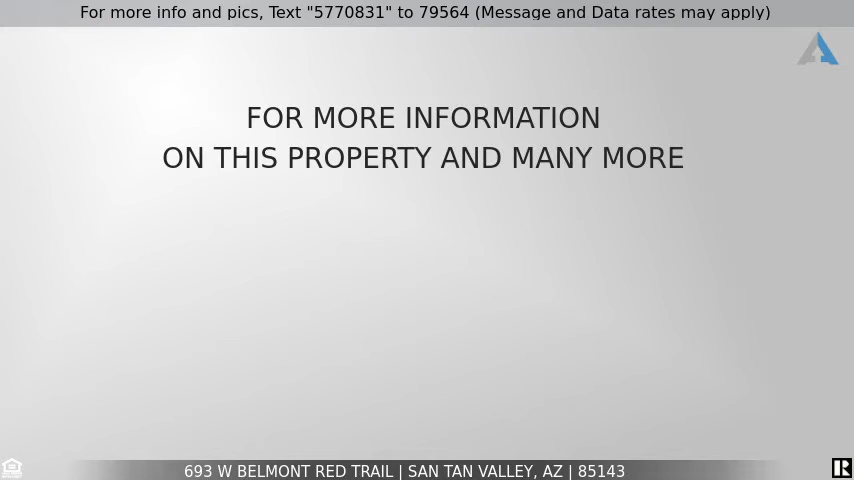 For more info and pics, Text "5770831" to 79564 (Message and Data rates may apply)
FOR MORE INFORMATION
ON THIS PROPERTY AND MANY MORE
693 W BELMONT RED TRAIL | SAN TAN VALLEY, AZ | 85143